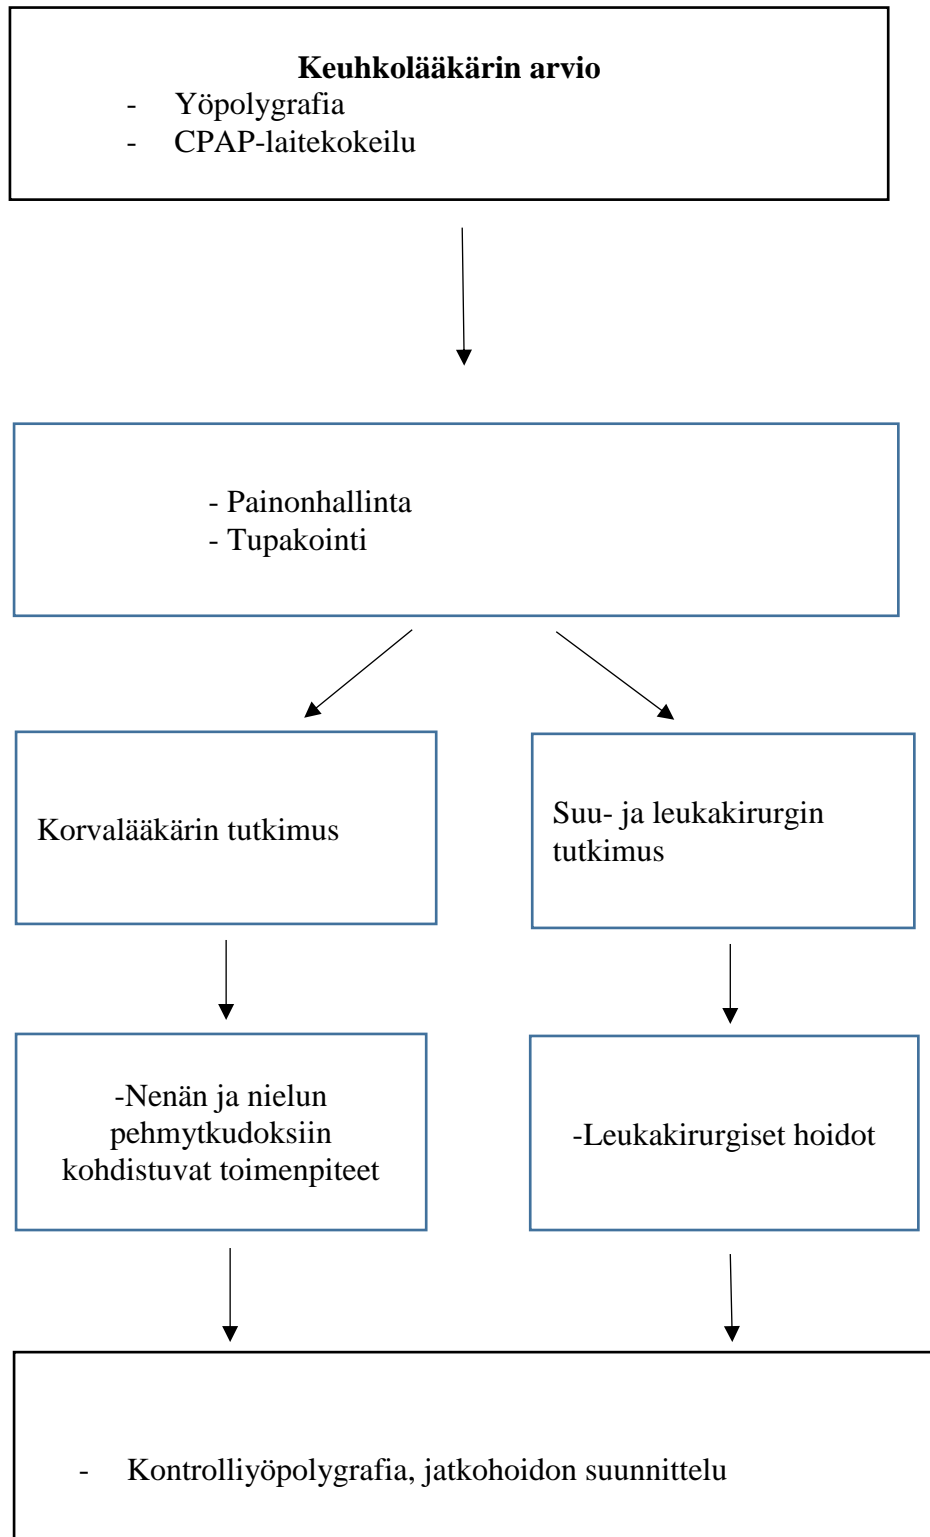 Keuhkolääkärin arvio
- Yöpolygrafia
- CPAP-laitekokeilu
- Painonhallinta
- Tupakointi
Korvalääkärin tutkimus
Suu- ja leukakirurgin
tutkimus
-Nenän ja nielun
pehmytkudoksiin
kohdistuvat toimenpiteet
-Leukakirurgiset hoidot
- Kontrolliyöpolygrafia, jatkohoidon suunnittelu